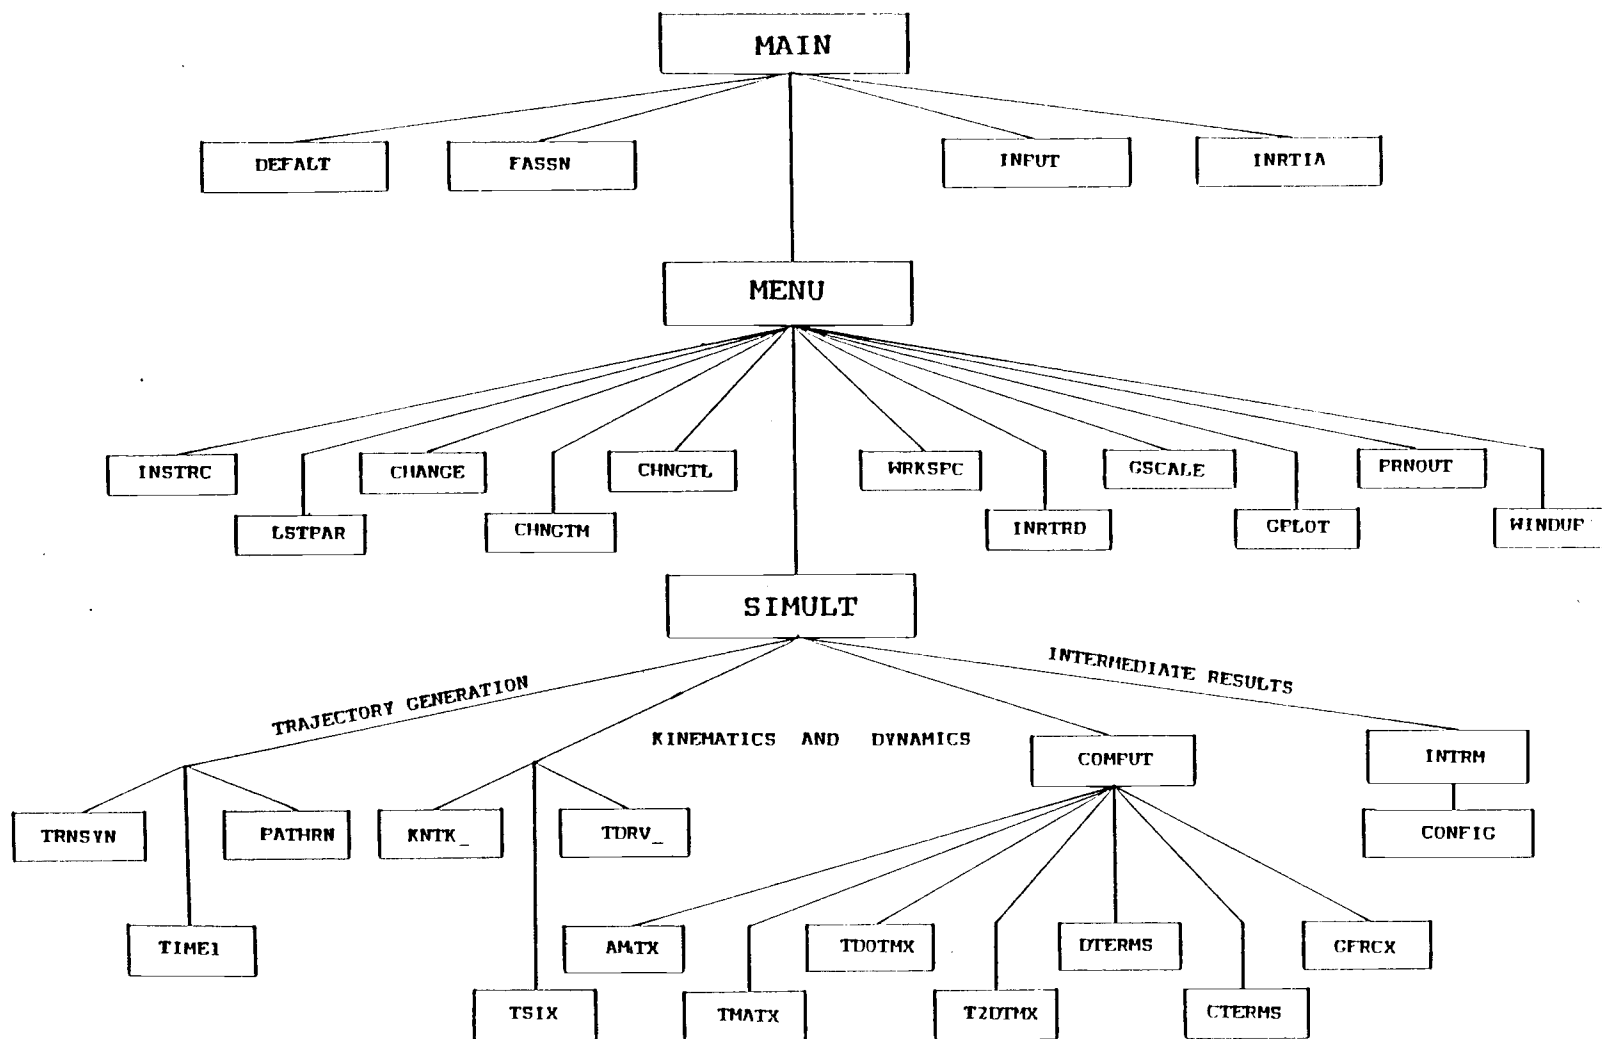 MAIN
DEFALT
FASSN
INPUT
INRTIA
MENU
INSTRC
CHANGE
CHNGTL
WRKSPC
GSCALE
PRNOUT
LSTPAR
CHNGTM
INRTRD
GPLOT
WINDUP
SIMULT
TRAJECTORY GENERATION
INTERMEDIATE RESULTS
KINEMATICS AND DYNAMICS
COMPUT
INTRM
TRNSYN
PATHRN
KNTK_
TDRV_
CONFIG
TIME1
AMTX
TDOTMX
DTERMS
GFRCX
TSIX
TMATX
T2DTMX
CTERMS